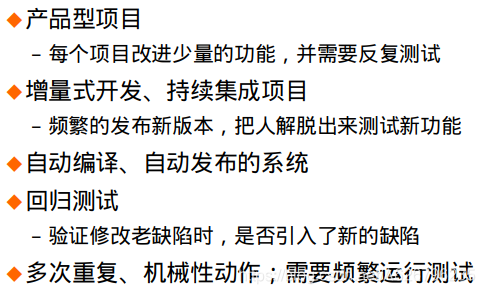 ◆产品型项目
– 每个项目改进少量的功能，并需要反复测试
◆增量式开发、持续集成项目
– 频繁的发布新版本，把人解脱出来测试新功能
◆自动编译、自动发布的系统
◆回归测试
– 验证修改老缺陷时，是否引入了新的缺陷
◆多次重复、机械性动作；需要频繁运行测试